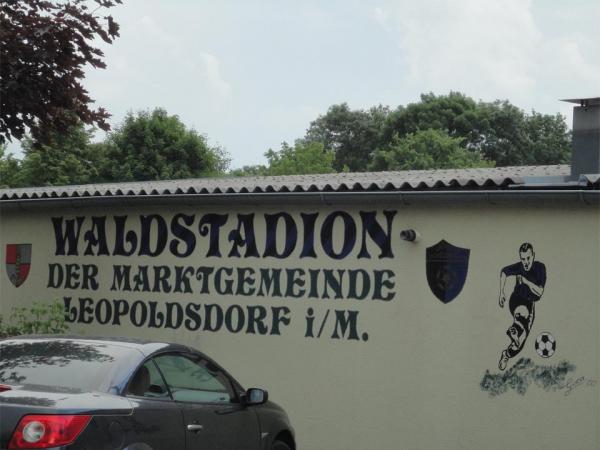 WALDSTADION
DER MARKTGEMEINDE
LEOPOLDSDORF i/M.